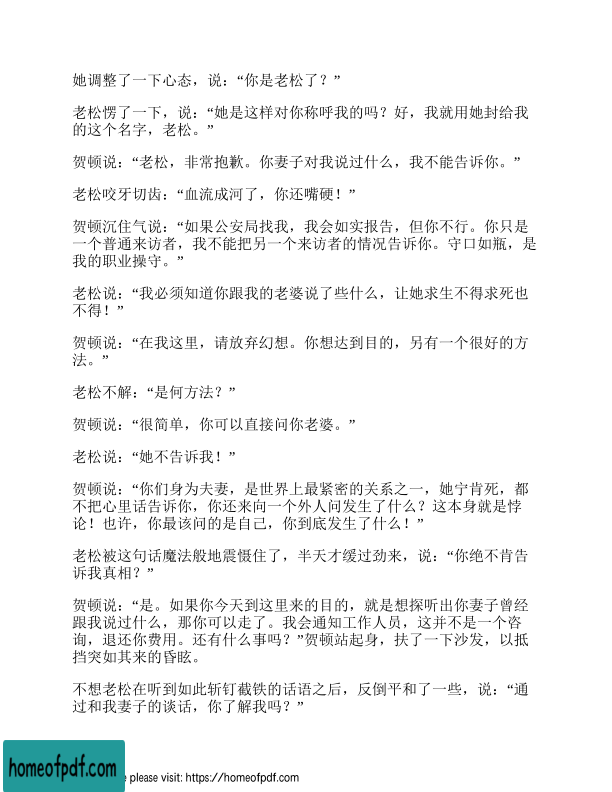 她调整了一下心态，说：“你是老松了？”
老松愣了一下，说：“她是这样对你称呼我的吗？好，我就用她封给我
的这个名字，老松。”
贺顿说：“老松，非常抱歉。你妻子对我说过什么，我不能告诉你。”
老松咬牙切齿：“血流成河了，你还嘴硬！”
贺顿沉住气说：“如果公安局找我，我会如实报告，但你不行。你只是
一个普通来访者，我不能把另一个来访者的情况告诉你。守口如瓶，是
我的职业操守。”
老松说：“我必须知道你跟我的老婆说了些什么，让她求生不得求死也
不得！”
贺顿说：“在我这里，请放弃幻想。你想达到目的，另有一个很好的方
法。”
老松不解：“是何方法？”
贺顿说：“很简单，你可以直接问你老婆。”
老松说：“她不告诉我！”
贺顿说：“你们身为夫妻，是世界上最紧密的关系之一，她宁肯死，都
不把心里话告诉你，你还来向一个外人问发生了什么？这本身就是悖
论！也许，你最该问的是自己，你到底发生了什么！”
老松被这句话魔法般地震慑住了，半天才缓过劲来，说：“你绝不肯告
诉我真相？”
贺顿说：“是。如果你今天到这里来的目的，就是想探听出你妻子曾经
跟我说过什么，那你可以走了。我会通知工作人员，这并不是一个咨
询，退还你费用。还有什么事吗？”贺顿站起身，扶了一下沙发，以抵
挡突如其来的昏眩。
不想老松在听到如此斩钉截铁的话语之后，反倒平和了一些，说：“通
过和我妻子的谈话，你了解我吗？”
homeofpdf.com
e please visit: https://homeofpdf.com